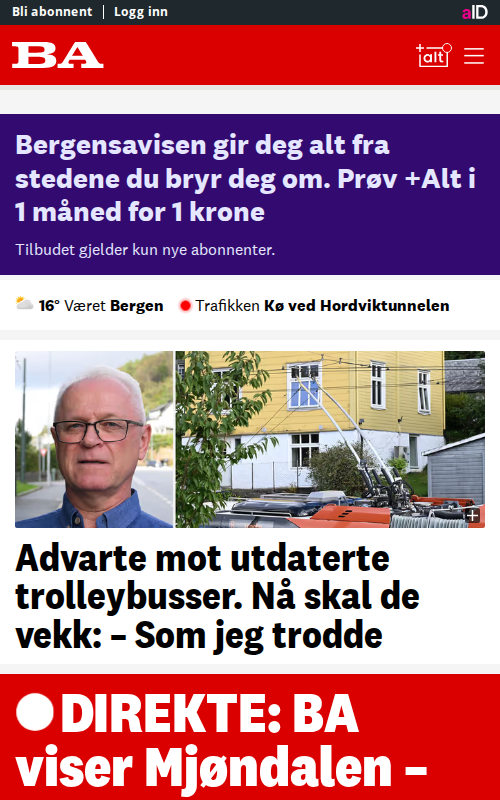 Bli abonnent | Logg inn
aID
BA
+alt
Bergensavisen gir deg alt fra
stedene du bryr deg om. Prøv +Alt i
1 måned for 1 krone
Tilbudet gjelder kun nye abonnenter.
16° Været Bergen Trafikken Kø ved Hordviktunnelen
Advarte mot utdaterte
trolleybusser. Nå skal de
vekk: – Som jeg trodde
DIREKTE: BA
viser Mjøndalen –